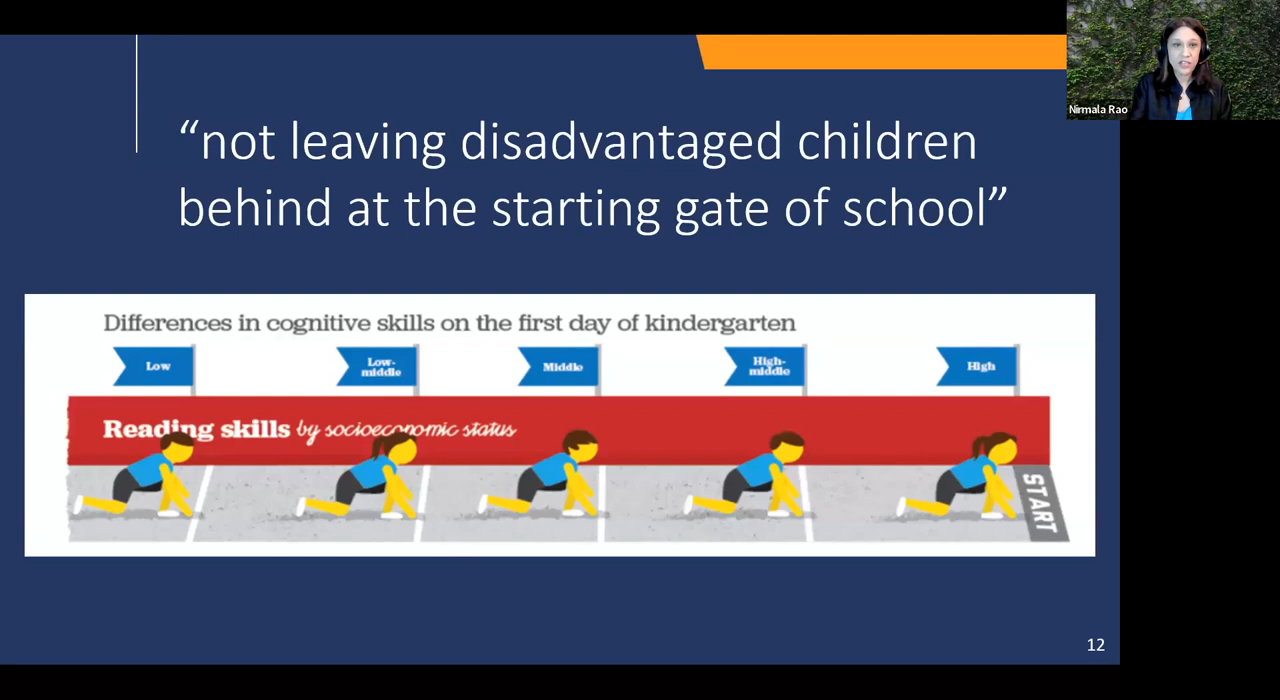 Nirmala Rao
“not leaving disadvantaged children
behind at the starting gate of school”
Differences in cognitive skills on the first day of kindergarten
Low
Low-
middle
Middle
High-
middle
High
Reading skills by socioeconomic status
START
12